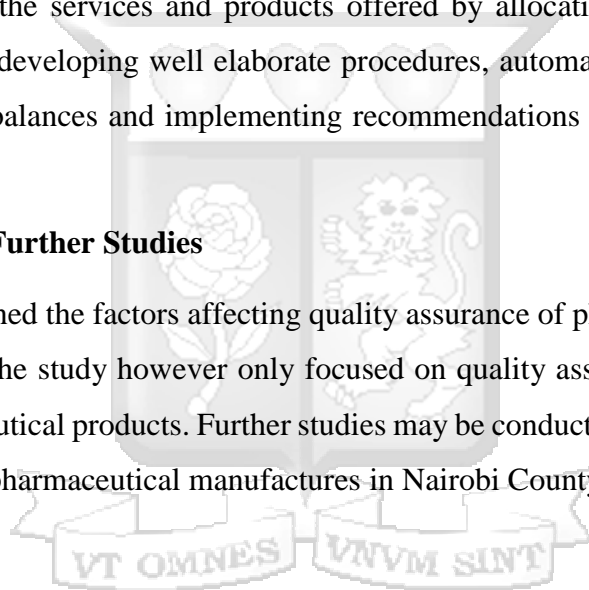 the services and products offered by allocati
developing well elaborate procedures, automa
balances and implementing recommendations
Further Studies
ned the factors affecting quality assurance of p
he study however only focused on quality ass
utical products. Further studies may be conduct
pharmaceutical manufactures in Nairobi County
VT OMNES VNVM SINT